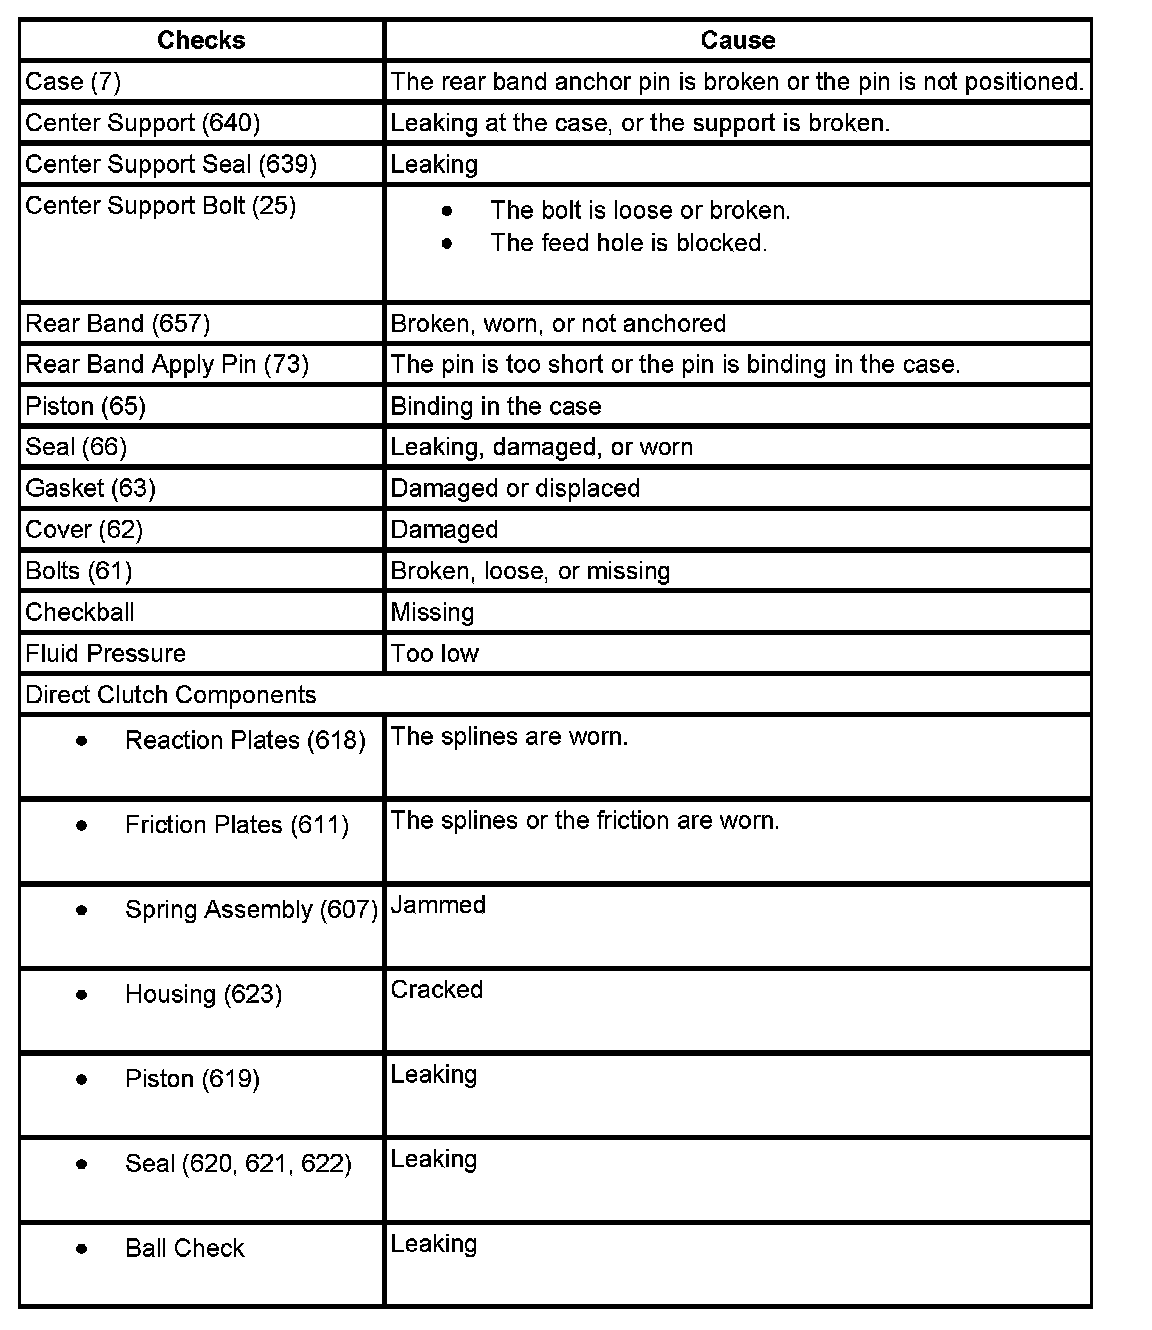 Checks Cause
Case (7) The rear band anchor pin is broken or the pin is not positioned.
Center Support (640) Leaking at the case, or the support is broken.
Center Support Seal (639) Leaking
Center Support Bolt (25)
• The bolt is loose or broken.
• The feed hole is blocked.
Rear Band (657) Broken, worn, or not anchored
Rear Band Apply Pin (73) The pin is too short or the pin is binding in the case.
Piston (65) Binding in the case
Seal (66) Leaking, damaged, or worn
Gasket (63) Damaged or displaced
Cover (62) Damaged
Bolts (61) Broken, loose, or missing
Checkball Missing
Fluid Pressure Too low
Direct Clutch Components
• Reaction Plates (618) The splines are worn.
• Friction Plates (611) The splines or the friction are worn.
• Spring Assembly (607) Jammed
• Housing (623) Cracked
• Piston (619) Leaking
• Seal (620, 621, 622) Leaking
• Ball Check Leaking